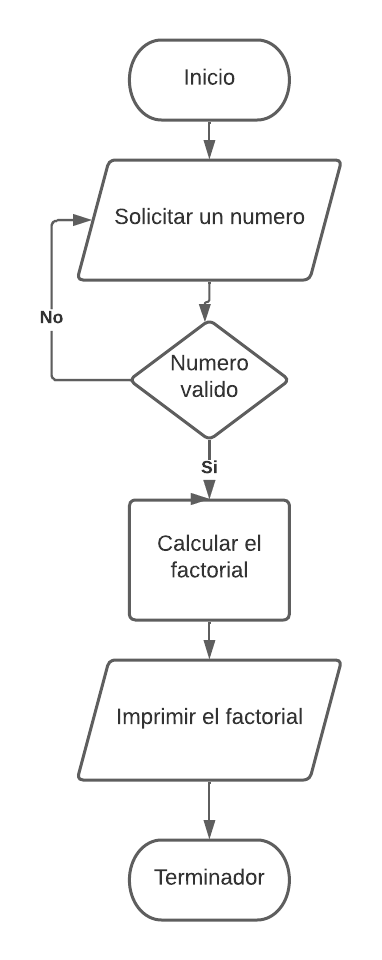 Inicio
Solicitar un numero
No
Numero
valido
Si
Calcular el
factorial
Imprimir el factorial
Terminador